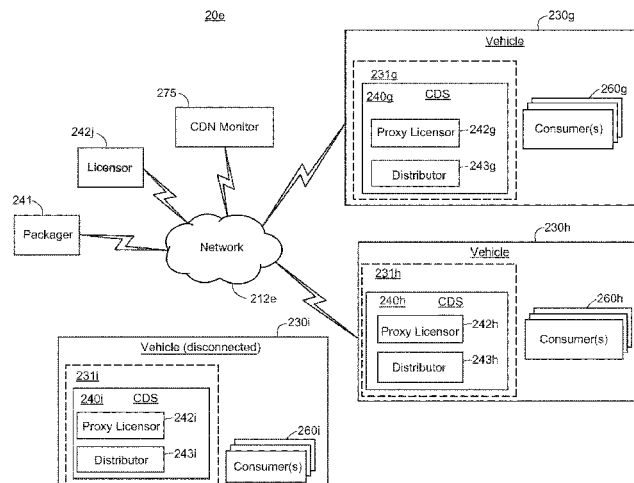 20e
230g
Vehicle
231g
240g CDS
Proxy Licensor
242g
Distributor
243g
260g
Consumer(s)
275
CDN Monitor
242j
Licensor
241
Packager
Network
212e
230h
Vehicle
231h
240h CDS
Proxy Licensor
242h
Distributor
243h
260h
Consumer(s)
230i
Vehicle (disconnected)
231i
240i CDS
Proxy Licensor
242i
Distributor
243i
260i
Consumer(s)